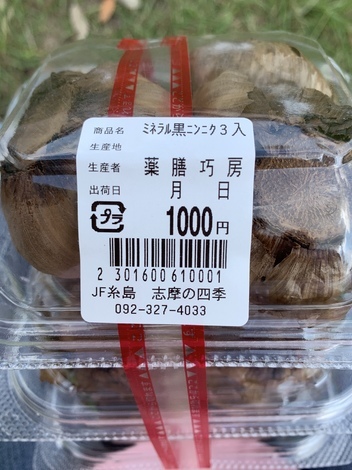 商品名 ﾐﾈﾗﾙ黒ﾆﾝﾆｸ３入
生産地
生産者 薬膳巧房
出荷日 月 日
プラ 1000円
2 301600 610001
JF糸島 志摩の四季
092-327-4033